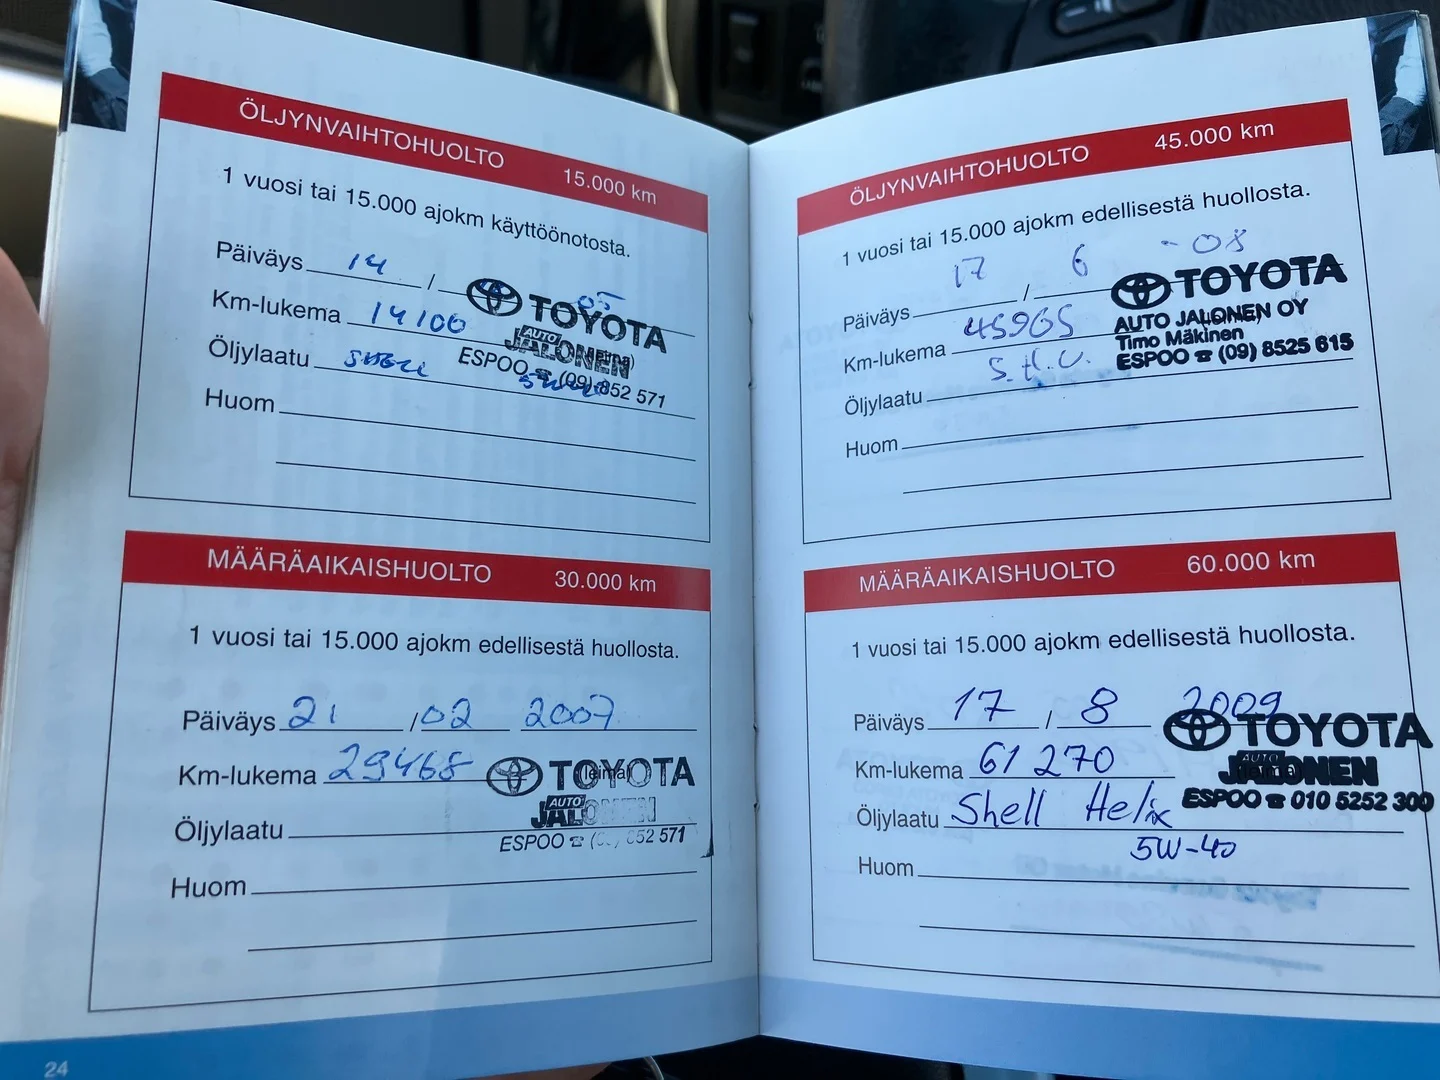 ÖLJYNVAIHTOHUOLTO 15.000 km
1 vuosi tai 15.000 ajokm käyttöönotosta.
Päiväys 14 / 05
TOYOTA
Km-lukema 14100
AUTO JALONEN
Öljylaatu
ESPOO ☎ (09) 852 571
Huom
MÄÄRÄAIKAISHUOLTO 30.000 km
1 vuosi tai 15.000 ajokm edellisestä huollosta.
Päiväys 21 / 02 2007
Km-lukema 29468 (leima)
TOYOTA
AUTO JALONEN
Öljylaatu
ESPOO ☎ 852 571
Huom
24
ÖLJYNVAIHTOHUOLTO 45.000 km
1 vuosi tai 15.000 ajokm edellisestä huollosta.
Päiväys 17 / 6 - 08
TOYOTA
AUTO JALONEN OY
Km-lukema 45965
Timo Mäkinen
ESPOO ☎ (09) 8525 615
Öljylaatu
Huom
MÄÄRÄAIKAISHUOLTO 60.000 km
1 vuosi tai 15.000 ajokm edellisestä huollosta.
Päiväys 17 / 8 2009
TOYOTA
Km-lukema 61 270
AUTO JALONEN
ESPOO ☎ 010 5252 300
Öljylaatu Shell Helix
5W-40
Huom